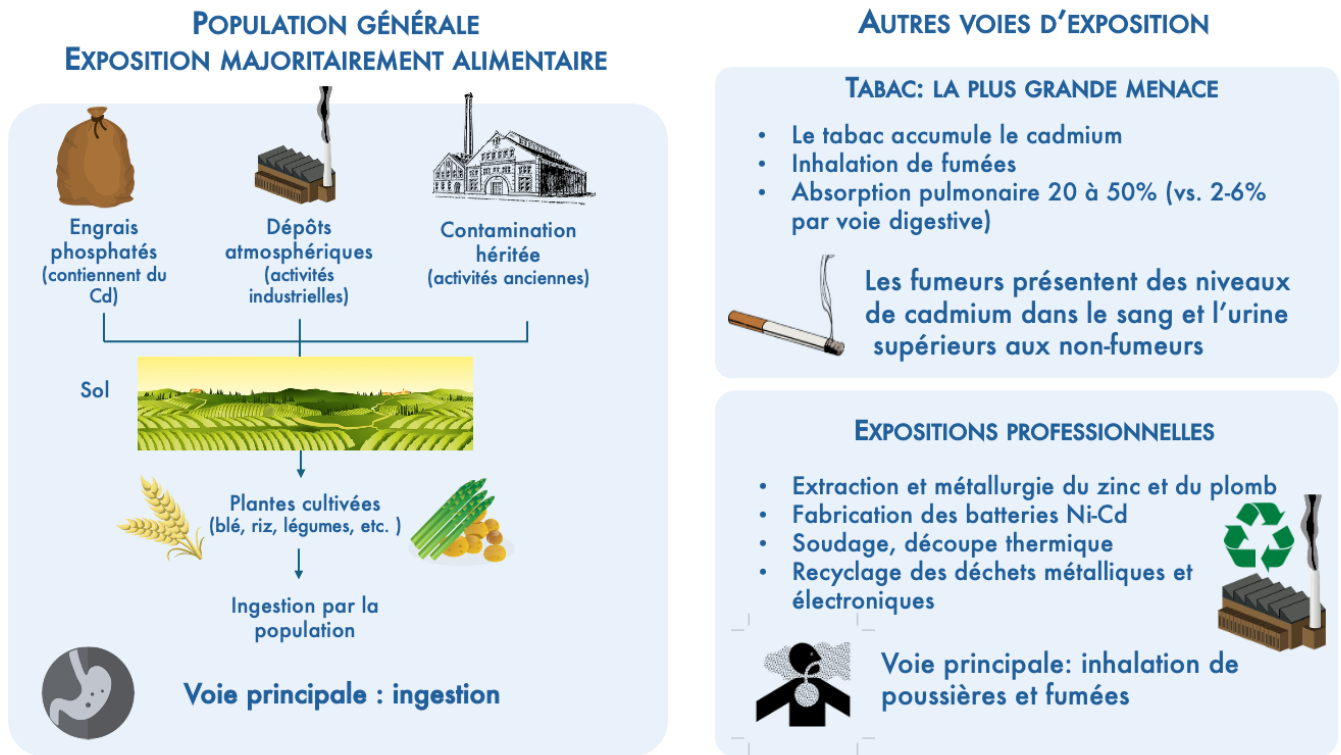 POPULATION GÉNÉRALE
EXPOSITION MAJORITAIREMENT ALIMENTAIRE
Engrais
phosphatés
(contiennent du
Cd)
Dépôts
atmosphériques
(activités
industrielles)
Contamination
héritée
(activités anciennes)
Sol
Plantes cultivées
(blé, riz, légumes, etc. )
Ingestion par la
population
Voie principale : ingestion
AUTRES VOIES D'EXPOSITION
TABAC: LA PLUS GRANDE MENACE
• Le tabac accumule le cadmium
• Inhalation de fumées
• Absorption pulmonaire 20 à 50% (vs. 2-6%
par voie digestive)
Les fumeurs présentent des niveaux
de cadmium dans le sang et l'urine
supérieurs aux non-fumeurs
EXPOSITIONS PROFESSIONNELLES
• Extraction et métallurgie du zinc et du plomb
• Fabrication des batteries Ni-Cd
• Soudage, découpe thermique
• Recyclage des déchets métalliques et
électroniques
Voie principale: inhalation de
poussières et fumées